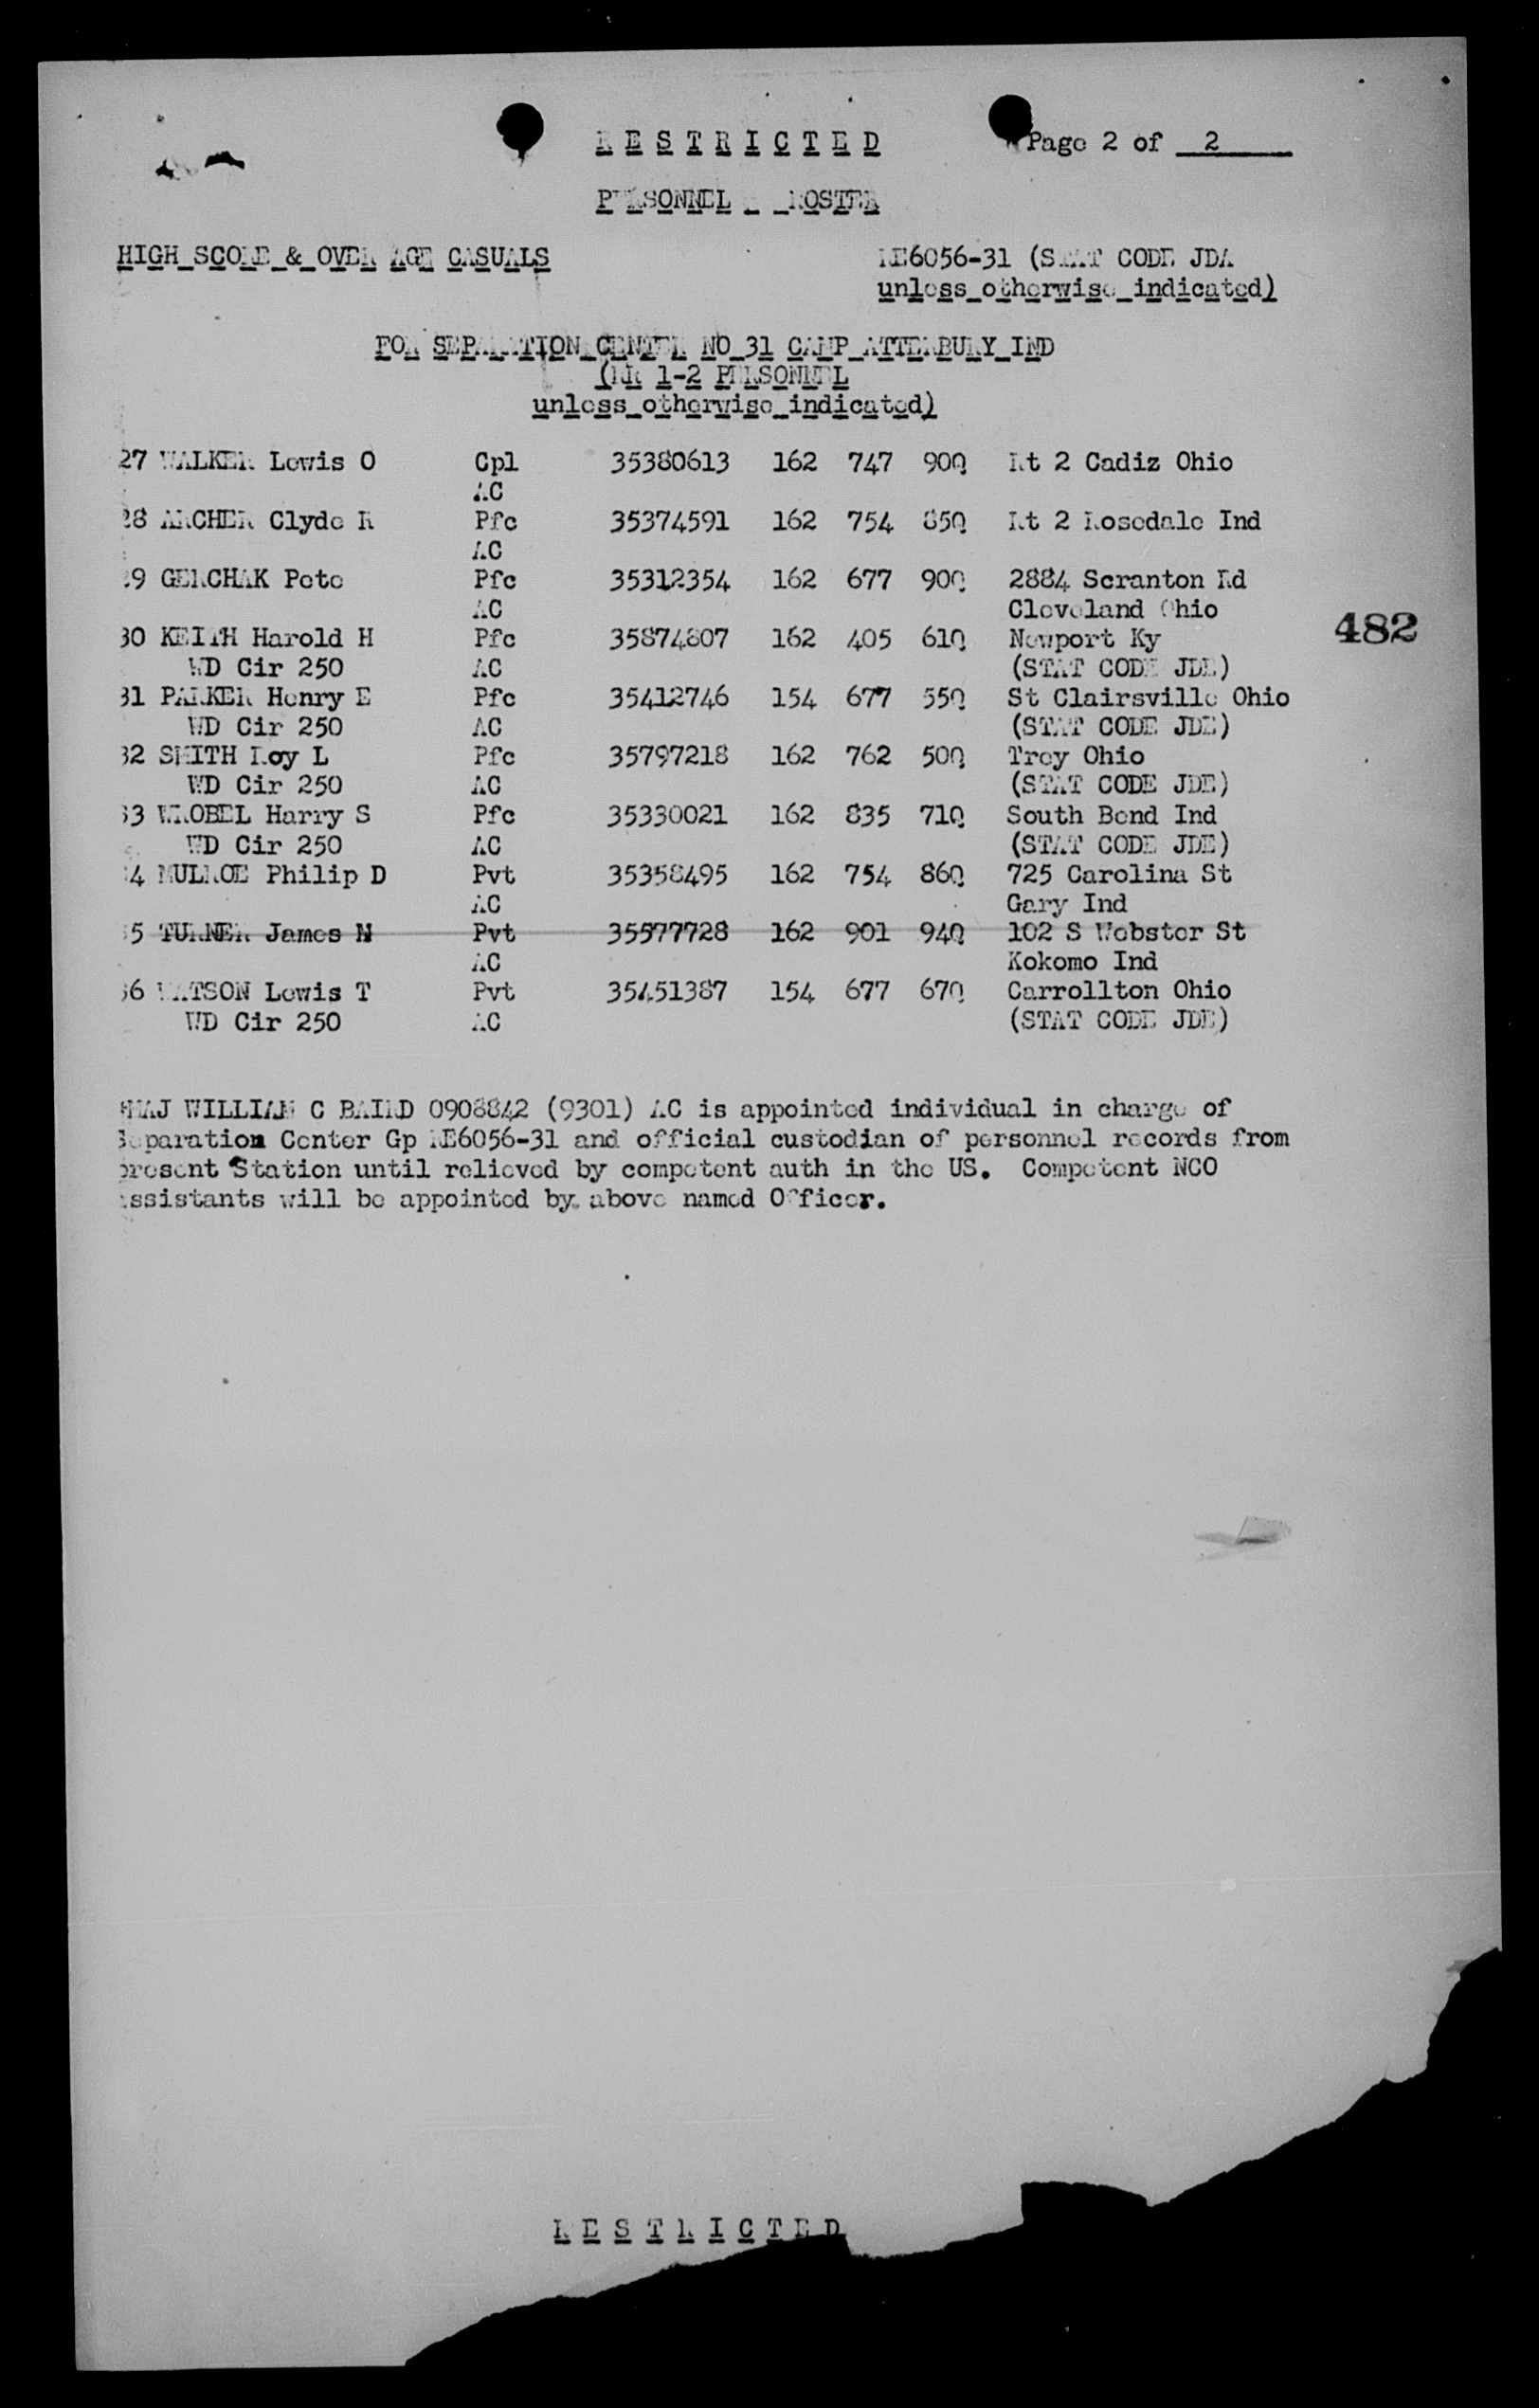 RESTRICTED
Page 2 of 2
PERSONNEL ROSTER
HIGH SCORE & OVER AGE CASUALS
RE6056-31 (STAT CODE JDA
unless otherwise indicated)
FOR SEPARATION CENTER NO 31 CAMP ATTERBURY IND
1-2 PERSONNEL
unless otherwise indicated)
27 WALKER Lewis O Cpl 35380613 162 747 900 Rt 2 Cadiz Ohio
AC
28 ARCHER Clyde R Pfc 35374591 162 754 850 Rt 2 Rosedale Ind
AC
29 GERCHAK Pete Pfc 35312354 162 677 900 2884 Scranton Rd
AC Cleveland Ohio
30 KEITH Harold H Pfc 35874807 162 405 610 Newport Ky
482
WD Cir 250 AC (STAT CODE JDE)
31 PARKER Henry E Pfc 35412746 154 677 550 St Clairsville Ohio
WD Cir 250 AC (STAT CODE JDE)
32 SMITH Roy L Pfc 35797218 162 762 500 Troy Ohio
WD Cir 250 AC (STAT CODE JDE)
33 WROBEL Harry S Pfc 35330021 162 835 710 South Bend Ind
WD Cir 250 AC (STAT CODE JDE)
34 MULROE Philip D Pvt 35358495 162 754 860 725 Carolina St
AC Gary Ind
35 TURNER James N Pvt 35577728 162 901 940 102 S Webster St
AC Kokomo Ind
36 WATSON Lewis T Pvt 35451387 154 677 670 Carrollton Ohio
WD Cir 250 AC (STAT CODE JDE)
*MAJ WILLIAM C BAIRD 0908842 (9301) AC is appointed individual in charge of
Separation Center Gp RE6056-31 and official custodian of personnel records from
present Station until relieved by competent auth in the US. Competent NCO
assistants will be appointed by above named Officer.
RESTRICTED